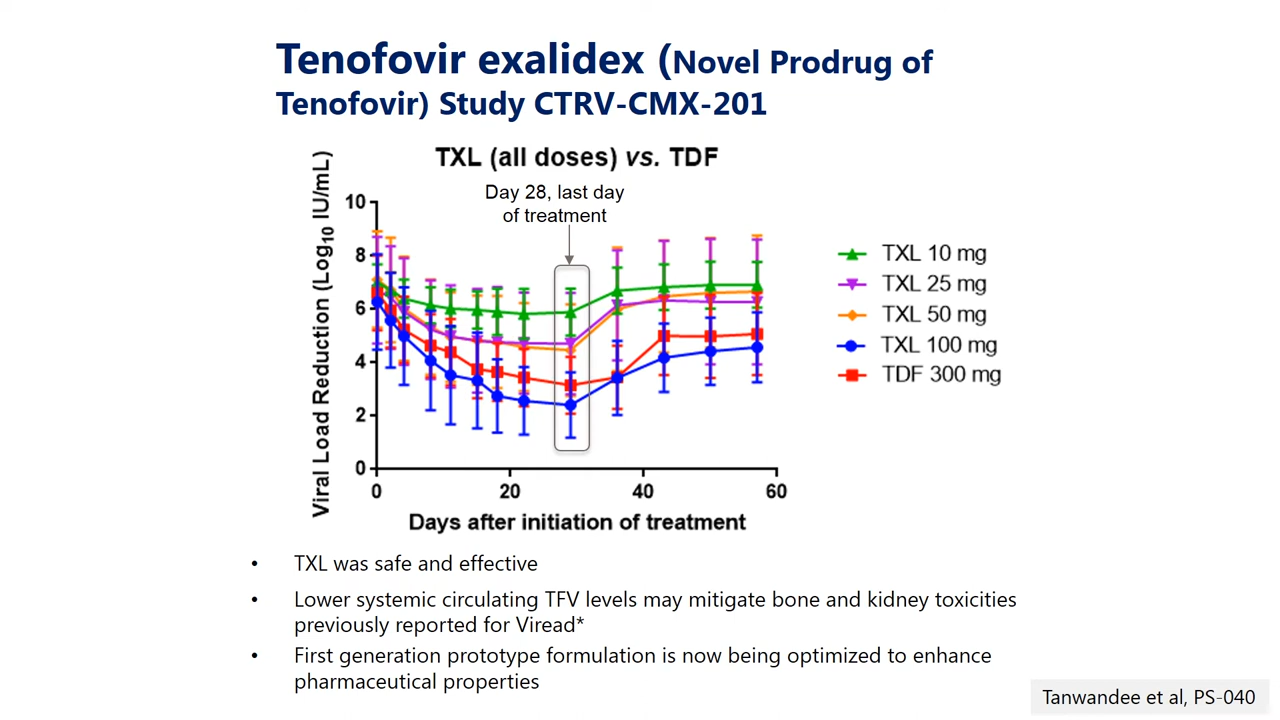 Tenofovir exalidex (Novel Prodrug of
Tenofovir) Study CTRV-CMX-201
TXL (all doses) vs. TDF
Day 28, last day
of treatment
Viral Load Reduction (Log10 IU/mL)
10
8
6
4
2
0
0
20
40
60
Days after initiation of treatment
TXL 10 mg
TXL 25 mg
TXL 50 mg
TXL 100 mg
TDF 300 mg
• TXL was safe and effective
• Lower systemic circulating TFV levels may mitigate bone and kidney toxicities
previously reported for Viread*
• First generation prototype formulation is now being optimized to enhance
pharmaceutical properties
Tanwandee et al, PS-040